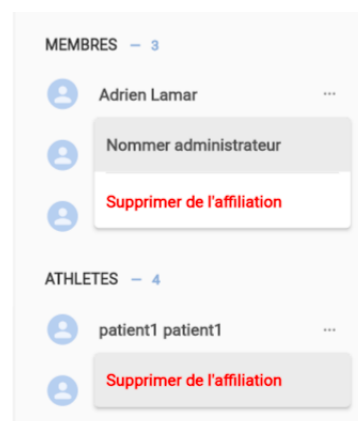 MEMBRES – 3
Adrien Lamar ...
Nommer administrateur
Supprimer de l'affiliation
ATHLETES – 4
patient1 patient1 ...
Supprimer de l'affiliation